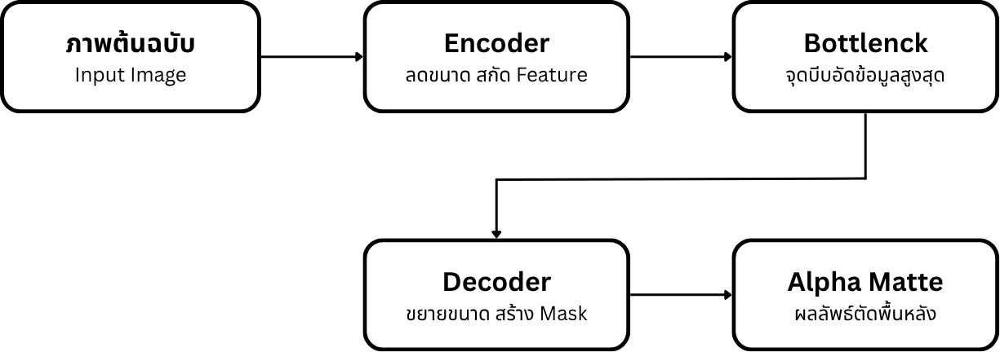 ภาพต้นฉบับ
Input Image
Encoder
ลดขนาด สกัด Feature
Bottlenck
จุดบีบอัดข้อมูลสูงสุด
Decoder
ขยายขนาด สร้าง Mask
Alpha Matte
ผลลัพธ์ตัดพื้นหลัง